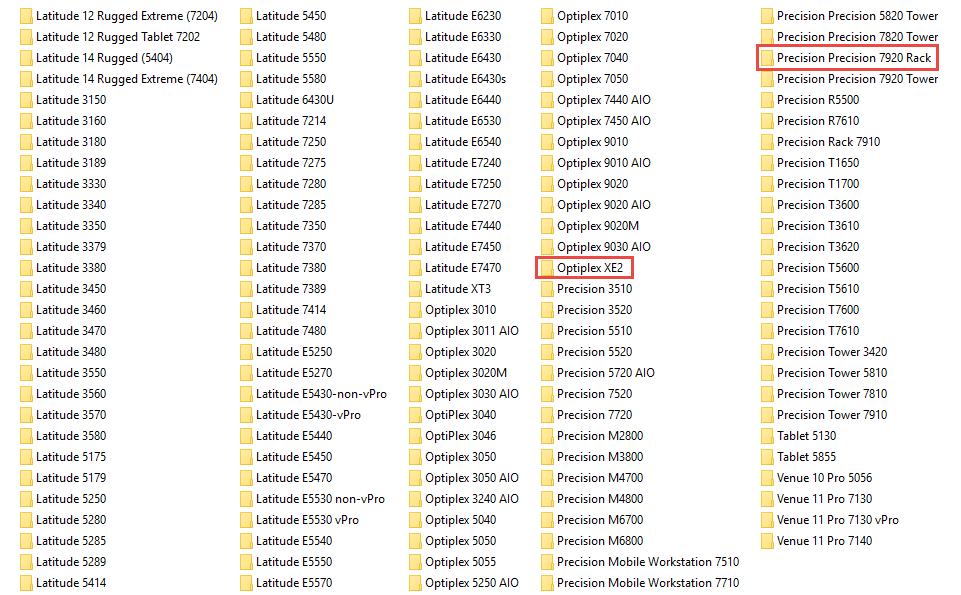 Latitude 12 Rugged Extreme (7204)
Latitude 12 Rugged Tablet 7202
Latitude 14 Rugged (5404)
Latitude 14 Rugged Extreme (7404)
Latitude 3150
Latitude 3160
Latitude 3180
Latitude 3189
Latitude 3330
Latitude 3340
Latitude 3350
Latitude 3379
Latitude 3380
Latitude 3450
Latitude 3460
Latitude 3470
Latitude 3480
Latitude 3550
Latitude 3560
Latitude 3570
Latitude 3580
Latitude 5175
Latitude 5179
Latitude 5250
Latitude 5280
Latitude 5285
Latitude 5289
Latitude 5414
Latitude 5450
Latitude 5480
Latitude 5550
Latitude 5580
Latitude 6430U
Latitude 7214
Latitude 7250
Latitude 7275
Latitude 7280
Latitude 7285
Latitude 7350
Latitude 7370
Latitude 7380
Latitude 7389
Latitude 7414
Latitude 7480
Latitude E5250
Latitude E5270
Latitude E5430-non-vPro
Latitude E5430-vPro
Latitude E5440
Latitude E5450
Latitude E5470
Latitude E5530 non-vPro
Latitude E5530 vPro
Latitude E5540
Latitude E5550
Latitude E5570
Latitude E6230
Latitude E6330
Latitude E6430
Latitude E6430s
Latitude E6440
Latitude E6530
Latitude E6540
Latitude E7240
Latitude E7250
Latitude E7270
Latitude E7440
Latitude E7450
Latitude E7470
Latitude XT3
Optiplex 3010
Optiplex 3011 AIO
Optiplex 3020
Optiplex 3020M
Optiplex 3030 AIO
OptiPlex 3040
OptiPlex 3046
Optiplex 3050
Optiplex 3050 AIO
Optiplex 3240 AIO
Optiplex 5040
Optiplex 5050
Optiplex 5055
Optiplex 5250 AIO
Optiplex 7010
Optiplex 7020
Optiplex 7040
Optiplex 7050
Optiplex 7440 AIO
Optiplex 7450 AIO
Optiplex 9010
Optiplex 9010 AIO
Optiplex 9020
Optiplex 9020 AIO
Optiplex 9020M
Optiplex 9030 AIO
Optiplex XE2
Precision 3510
Precision 3520
Precision 5510
Precision 5520
Precision 5720 AIO
Precision 7520
Precision 7720
Precision M2800
Precision M3800
Precision M4700
Precision M4800
Precision M6700
Precision M6800
Precision Mobile Workstation 7510
Precision Mobile Workstation 7710
Precision Precision 5820 Tower
Precision Precision 7820 Tower
Precision Precision 7920 Rack
Precision Precision 7920 Tower
Precision R5500
Precision R7610
Precision Rack 7910
Precision T1650
Precision T1700
Precision T3600
Precision T3610
Precision T3620
Precision T5600
Precision T5610
Precision T7600
Precision T7610
Precision Tower 3420
Precision Tower 5810
Precision Tower 7810
Precision Tower 7910
Tablet 5130
Tablet 5855
Venue 10 Pro 5056
Venue 11 Pro 7130
Venue 11 Pro 7130 vPro
Venue 11 Pro 7140